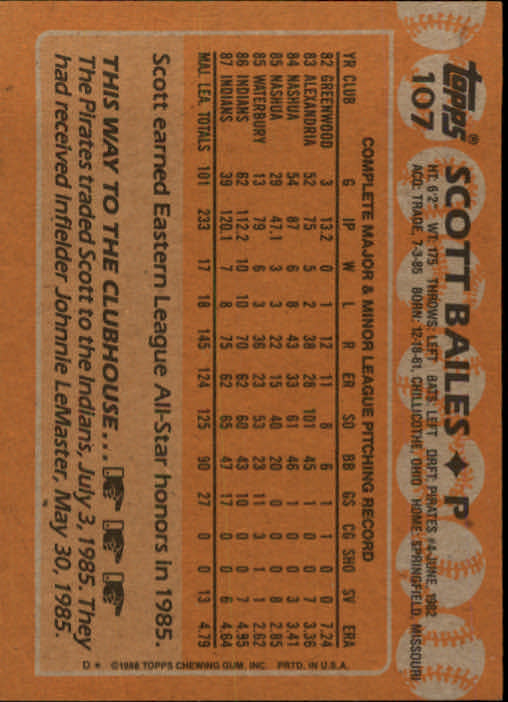 topps®
107
SCOTT BAILES ✦ P
HT: 6'2" WT: 175 THROWS: LEFT BATS: LEFT DRFT: PIRATES #4-JUNE, 1982
ACQ: TRADE, 7-3-85 BORN: 12-18-61, CHILLICOTHE, OHIO HOME: SPRINGFIELD, MISSOURI
COMPLETE MAJOR & MINOR LEAGUE PITCHING RECORD
YR CLUB G IP W L R ER SO BB GS CG SHO SV ERA
82 GREENWOOD 3 13.2 0 1 12 11 8 6 1 1 0 0 7.24
83 ALEXANDRIA 52 75 5 2 38 28 101 45 1 0 0 7 3.36
84 NASHUA 54 87 6 8 43 33 61 46 1 0 0 3 3.41
85 NASHUA 29 47.1 3 3 22 15 40 20 0 0 0 8 2.85
85 WATERBURY 13 79 6 3 36 23 53 23 11 3 1 1 2.62
86 INDIANS 62 112.2 10 10 70 62 60 43 10 0 0 7 4.95
87 INDIANS 39 120.1 7 8 75 62 65 47 17 0 0 6 4.64
MAJ. LEA. TOTALS 101 233 17 18 145 124 125 90 27 0 0 13 4.79
Scott earned Eastern League All-Star honors in 1985.
THIS WAY TO THE CLUBHOUSE...
The Pirates traded Scott to the Indians, July 3, 1985. They
had received Infielder Johnnie LeMaster, May 30, 1985.
D* ©1988 TOPPS CHEWING GUM, INC. PRTD. IN U.S.A.